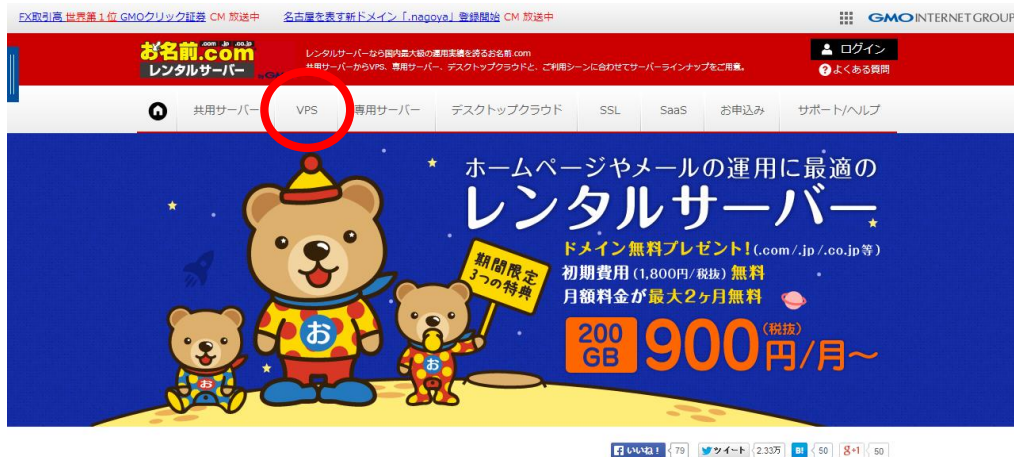 FX取引高 世界第1位 GMOクリック証券 CM 放送中 名古屋を表す新ドメイン「.nagoya」登録開始 CM 放送中
GMO INTERNET GROUP
お名前.com
.com .jp .co.jp
レンタルサーバー
レンタルサーバーなら国内最大級の運用実績を誇るお名前.com
共用サーバーからVPS、専用サーバー、デスクトップクラウドと、ご利用シーンに合わせてサーバーラインナップをご用意。
ログイン
?よくある質問
共用サーバー VPS 専用サーバー デスクトップクラウド SSL SaaS お申込み サポート/ヘルプ
ホームページやメールの運用に最適の
レンタルサーバー
ドメイン無料プレゼント!(.com/.jp/.co.jp等)
初期費用(1,800円/税抜)無料
月額料金が最大2ヶ月無料
期間限定
3つの特典
200
GB
900円/月~
(税抜)
お
お
お
いいね! 79 ツイート 2.33万 B! 50 g+1 50